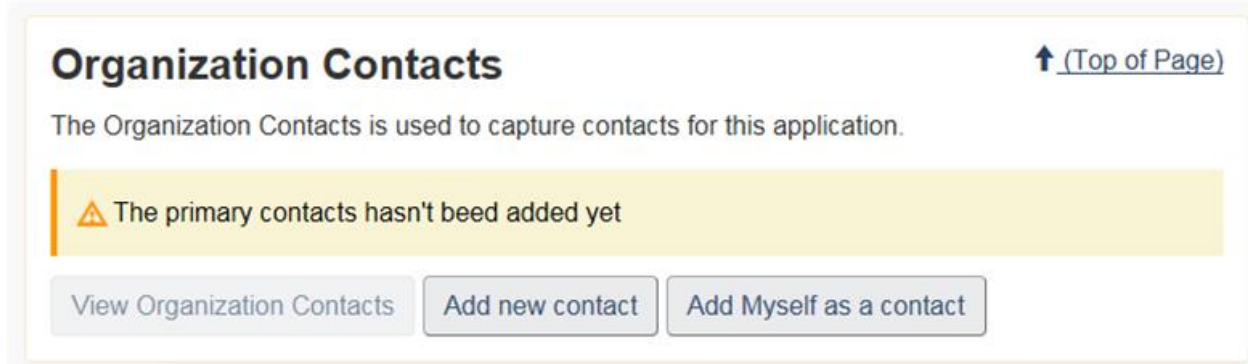 Organization Contacts
(Top of Page)
The Organization Contacts is used to capture contacts for this application.
The primary contacts hasn't beed added yet
View Organization Contacts Add new contact Add Myself as a contact